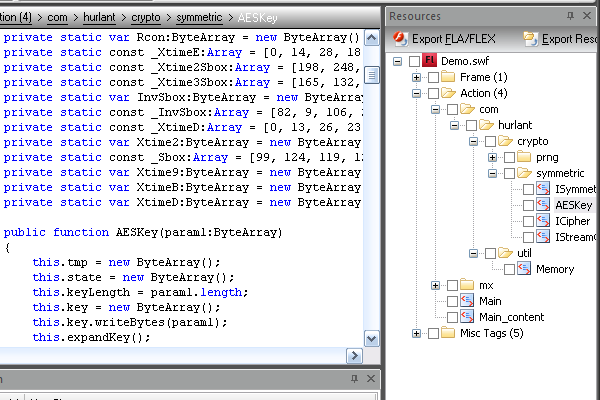 tion (4) > com > hurlant > crypto > symmetric > AESKey
private static var Rcon:ByteArray = new ByteArray()
private static const _XtimeE:Array = [0, 14, 28, 18
private static const _Xtime2Sbox:Array = [198, 248,
private static const _Xtime3Sbox:Array = [165, 132,
private static var InvSbox:ByteArray = new ByteArray
private static const _InvSbox:Array = [82, 9, 106, 2
private static const _XtimeD:Array = [0, 13, 26, 23
private static var Xtime2:ByteArray = new ByteArray
private static const _Sbox:Array = [99, 124, 119, 12
private static var Xtime9:ByteArray = new ByteArray
private static var XtimeB:ByteArray = new ByteArray
private static var XtimeD:ByteArray = new ByteArray
public function AESKey(param1:ByteArray)
{
this.tmp = new ByteArray();
this.state = new ByteArray();
this.keyLength = param1.length;
this.key = new ByteArray();
this.key.writeBytes(param1);
this.expandKey();
Resources
Export FLA/FLEX Export Reso
Demo.swf
Frame (1)
Action (4)
com
hurlant
crypto
prng
symmetric
ISymme
AESKey
ICipher
IStreamC
util
Memory
mx
Main
Main_content
Misc Tags (5)